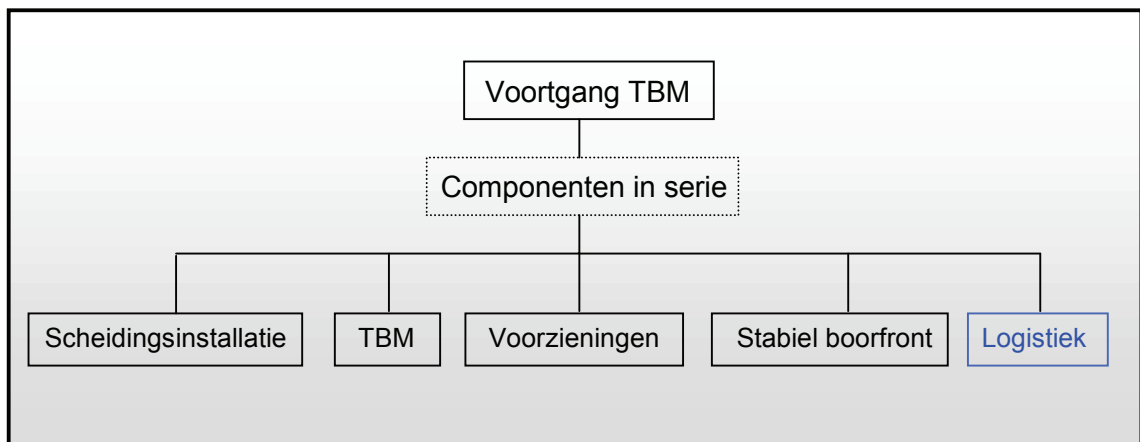 Voortgang TBM
Componenten in serie
Scheidingsinstallatie
TBM
Voorzieningen
Stabiel boorfront
Logistiek